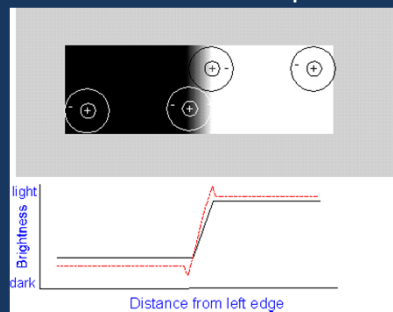 - + -
+
- +
- +
light
Brightness
dark
Distance from left edge